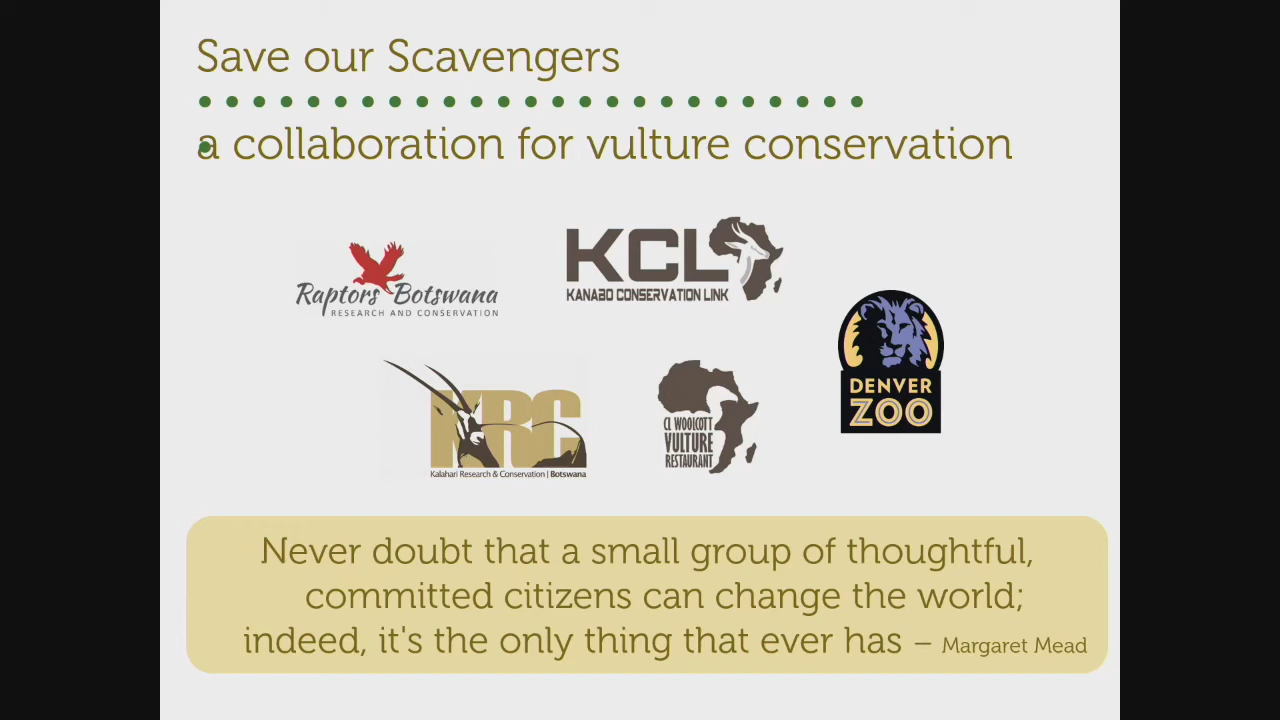 Save our Scavengers
a collaboration for vulture conservation
Raptors Botswana
RESEARCH AND CONSERVATION
KCL
KANABO CONSERVATION LINK
DENVER
ZOO
KRC
Kalahari Research & Conservation | Botswana
CL WOOLCOTT
VULTURE
RESTAURANT
Never doubt that a small group of thoughtful,
committed citizens can change the world;
indeed, it's the only thing that ever has – Margaret Mead